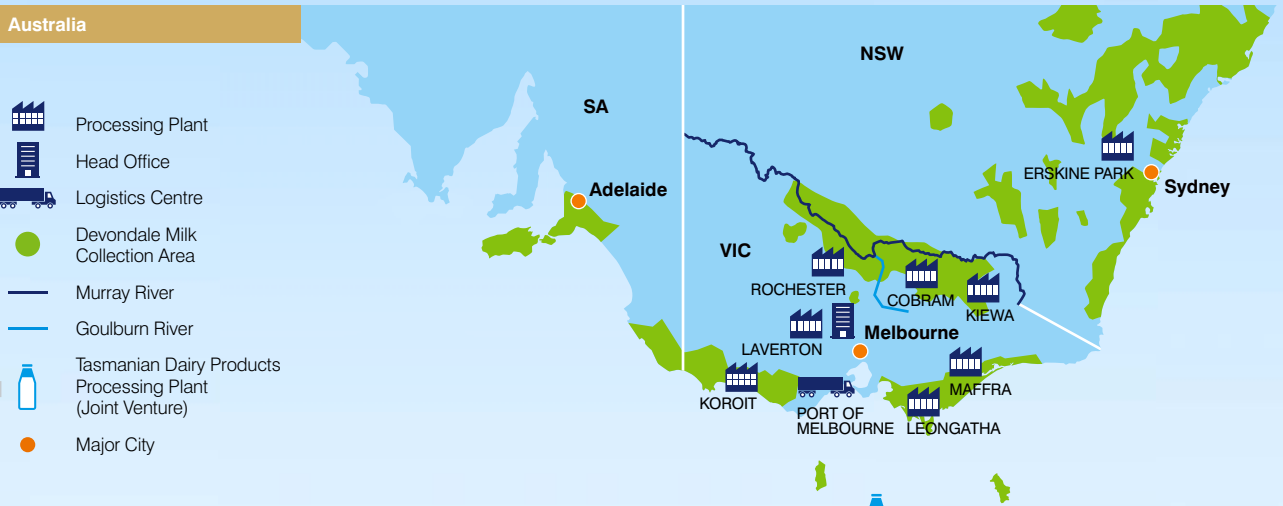 Australia
Processing Plant
Head Office
Logistics Centre
Devondale Milk
Collection Area
Murray River
Goulburn River
Tasmanian Dairy Products
Processing Plant
(Joint Venture)
Major City
NSW
SA
ERSKINE PARK
Sydney
Adelaide
VIC
ROCHESTER
COBRAM
KIEWA
Melbourne
LAVERTON
MAFFRA
KOROIT
PORT OF
MELBOURNE
LEONGATHA